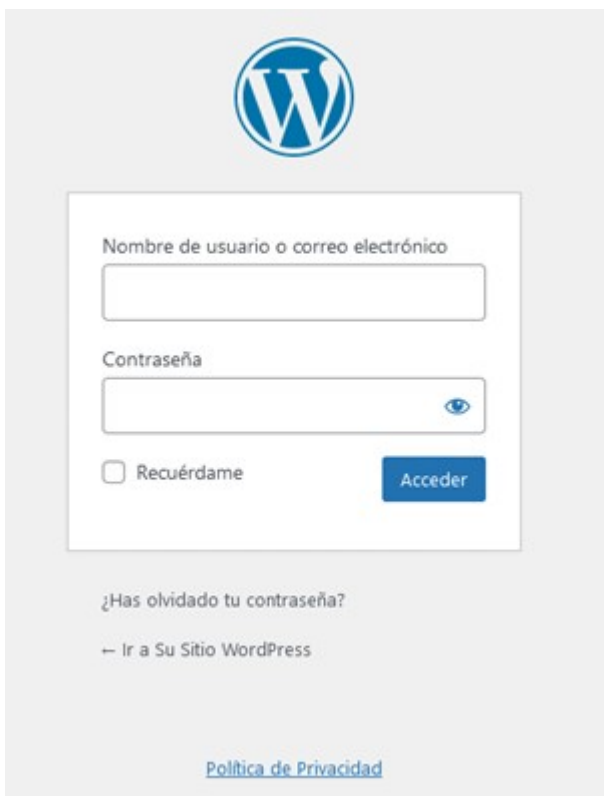 Nombre de usuario o correo electrónico
Contraseña
Recuérdame
Acceder
¿Has olvidado tu contraseña?
← Ir a Su Sitio WordPress
Política de Privacidad